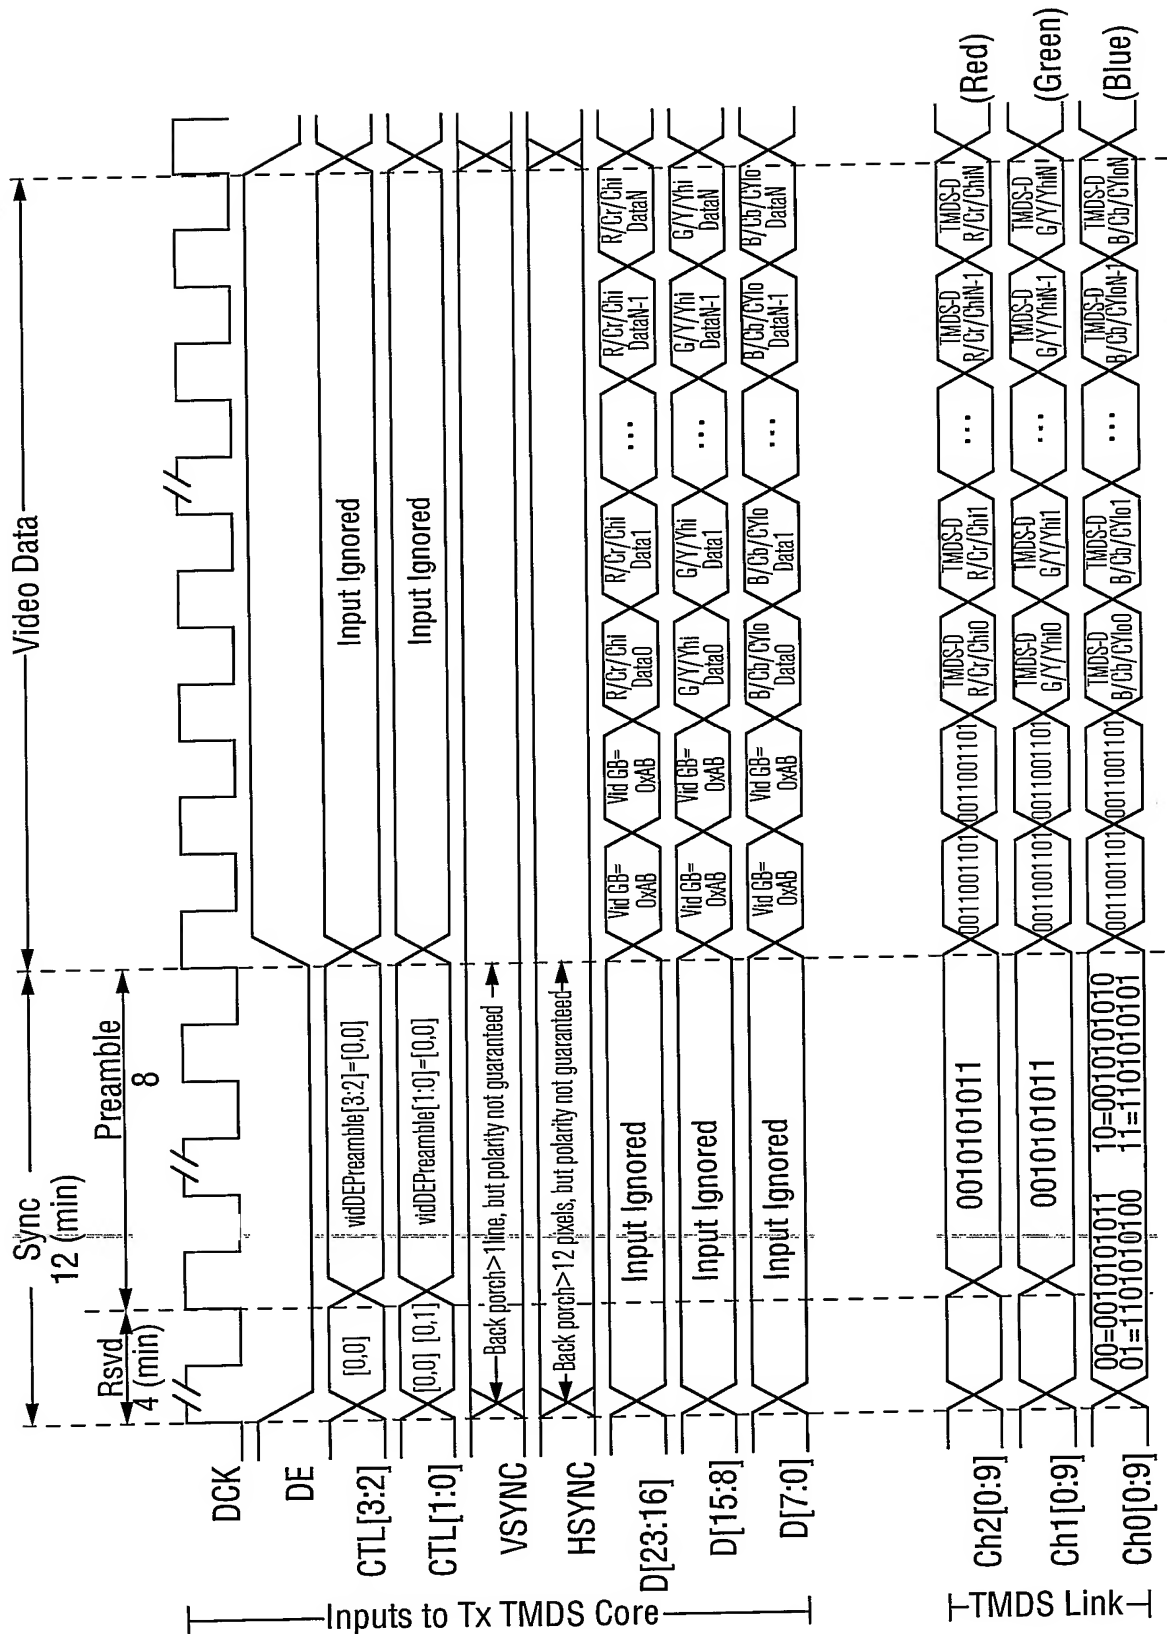 Sync
12 (min)
Video Data
Rsvd
4 (min)
Preamble
8
DCK
DE
CTL[3:2]
[0,0]
vidDEPreamble[3:2]=[0,0]
Input Ignored
CTL[1:0]
[0,0] [0,1]
vidDEPreamble[1:0]=[0,0]
Input Ignored
VSYNC
Back porch>1line, but polarity not guaranteed
HSYNC
Back porch>12 pixels, but polarity not guaranteed
D[23:16]
Input Ignored
Vid GB=
0xAB
Vid GB=
0xAB
R/Cr/Chi
Data0
R/Cr/Chi
Data1
...
R/Cr/Chi
DataN-1
R/Cr/Chi
DataN
D[15:8]
Input Ignored
Vid GB=
0xAB
Vid GB=
0xAB
G/Y/Yhi
Data0
G/Y/Yhi
Data1
...
G/Y/Yhi
DataN-1
G/Y/Yhi
DataN
D[7:0]
Input Ignored
Vid GB=
0xAB
Vid GB=
0xAB
B/Cb/CYlo
Data0
B/Cb/CYlo
Data1
...
B/Cb/CYlo
DataN-1
B/Cb/CYlo
DataN
Inputs to Tx TMDS Core
Ch2[0:9]
0010101011
0011001101
0011001101
TMDS-D
R/Cr/Chi0
TMDS-D
R/Cr/Chi1
...
TMDS-D
R/Cr/ChiN-1
TMDS-D
R/Cr/ChiN
(Red)
Ch1[0:9]
0010101011
0011001101
0011001101
TMDS-D
G/Y/Yhi0
TMDS-D
G/Y/Yhi1
...
TMDS-D
G/Y/YhiN-1
TMDS-D
G/Y/YhiN
(Green)
Ch0[0:9]
00=0010101011 10=0010101010
01=1101010100 11=1101010101
0011001101
0011001101
TMDS-D
B/Cb/CYlo0
TMDS-D
B/Cb/CYlo1
...
TMDS-D
B/Cb/CYloN-1
TMDS-D
B/Cb/CYloN
(Blue)
TMDS Link